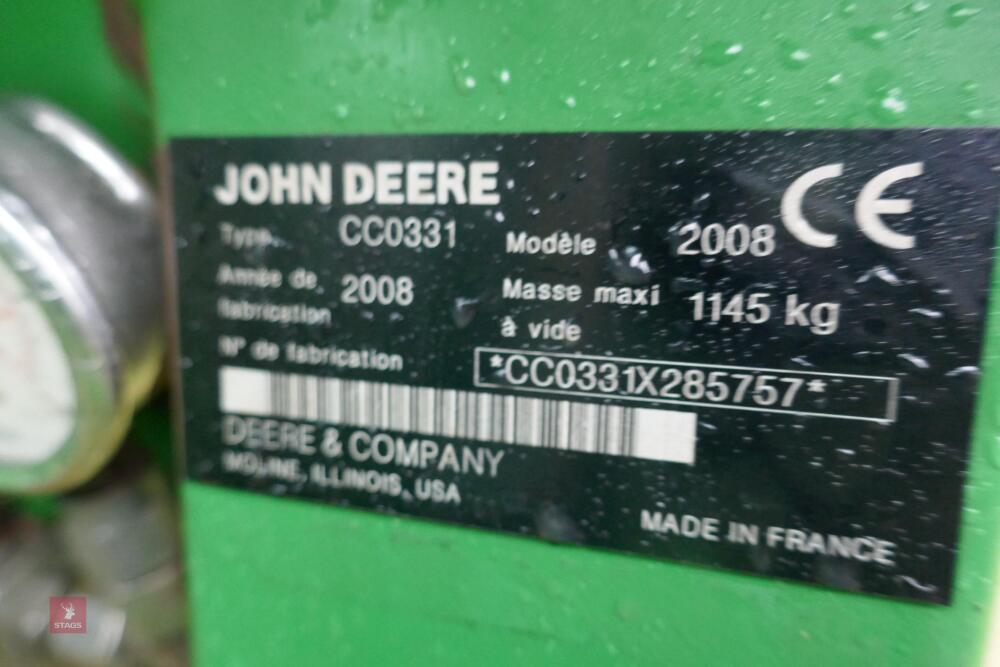 JOHN DEERE CE
Type. CC0331 Modèle 2008
Année de fabrication 2008 Masse maxi à vide 1145 kg
N° de fabrication *CC0331X285757*
DEERE & COMPANY
MOLINE, ILLINOIS, USA
MADE IN FRANCE
STAGS